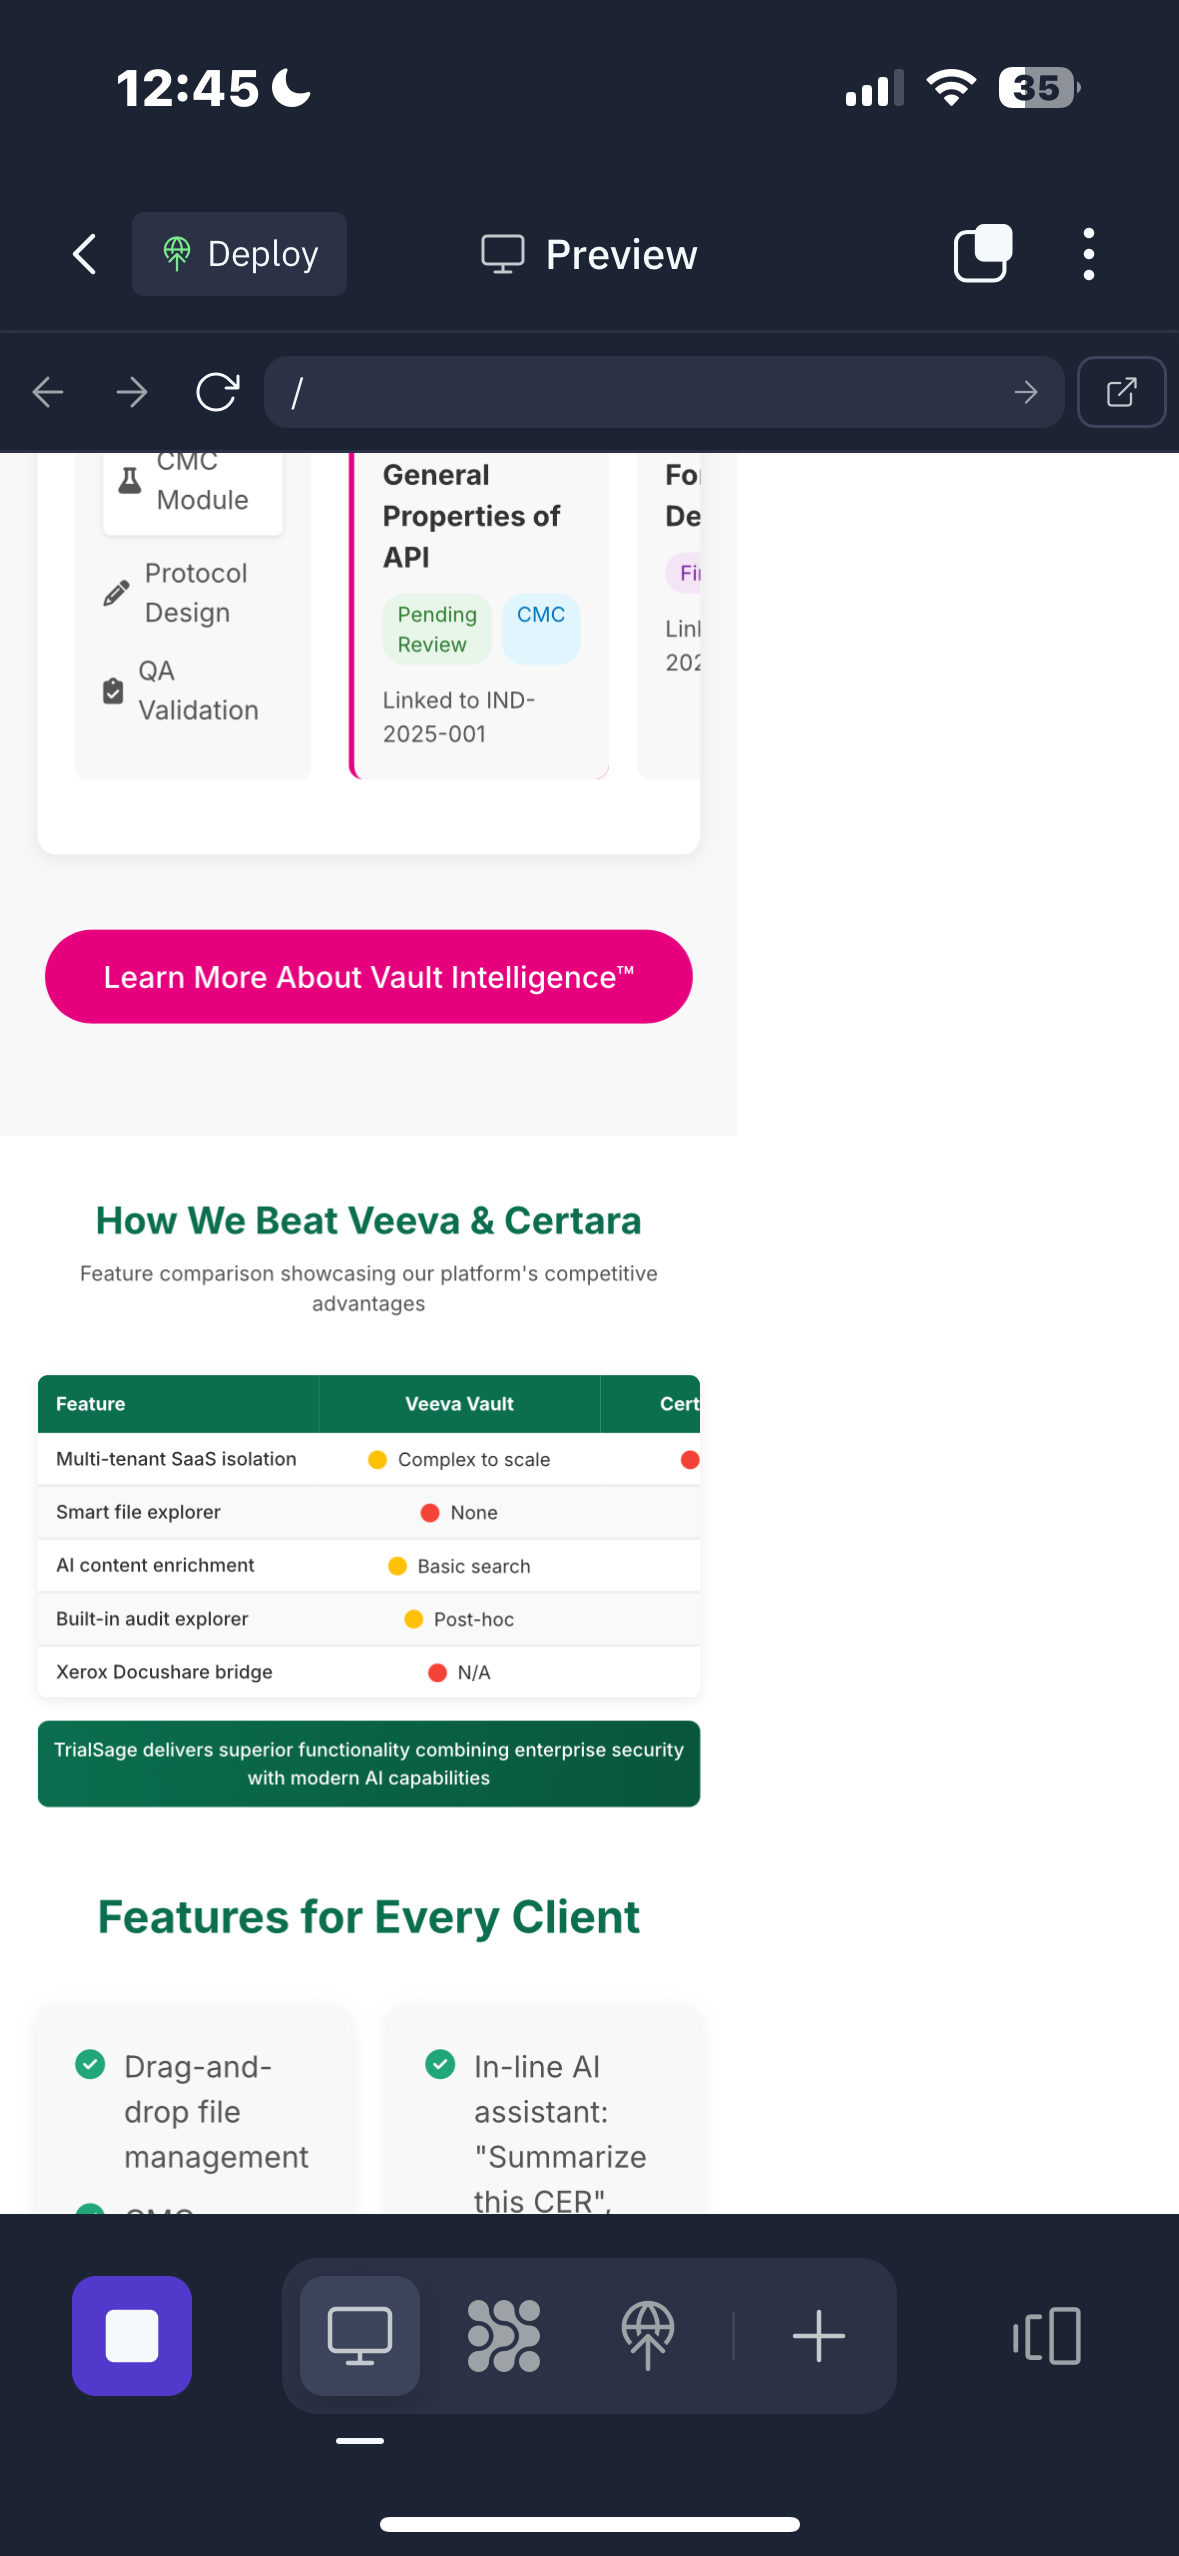 12:45
35
Deploy
Preview
/
CMC
Module
Protocol
Design
QA
Validation
General
Properties of
API
Pending
Review
CMC
Linked to IND-
2025-001
For
De
Fin
Lin
202
Learn More About Vault Intelligence™
How We Beat Veeva & Certara
Feature comparison showcasing our platform's competitive
advantages
Feature Veeva Vault Cert
Multi-tenant SaaS isolation Complex to scale
Smart file explorer None
AI content enrichment Basic search
Built-in audit explorer Post-hoc
Xerox Docushare bridge N/A
TrialSage delivers superior functionality combining enterprise security
with modern AI capabilities
Features for Every Client
Drag-and-
drop file
management
CMC
In-line AI
assistant:
"Summarize
this CER",